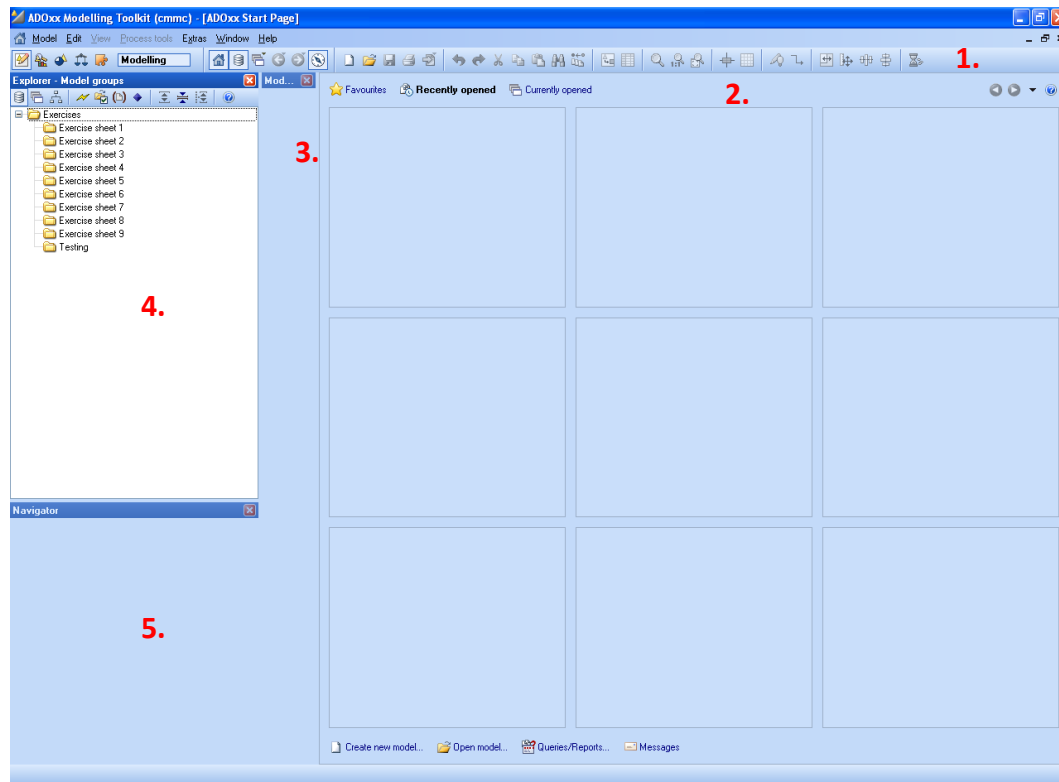 ADOxx Modelling Toolkit (cmmc) - [ADOxx Start Page]
Model Edit View Process tools Extras Window Help
Modelling
1.
Explorer - Model groups
Mod...
Favourites Recently opened Currently opened
2.
3.
Exercises
Exercise sheet 1
Exercise sheet 2
Exercise sheet 3
Exercise sheet 4
Exercise sheet 5
Exercise sheet 6
Exercise sheet 7
Exercise sheet 8
Exercise sheet 9
Testing
4.
Navigator
5.
Create new model... Open model... Queries/Reports... Messages